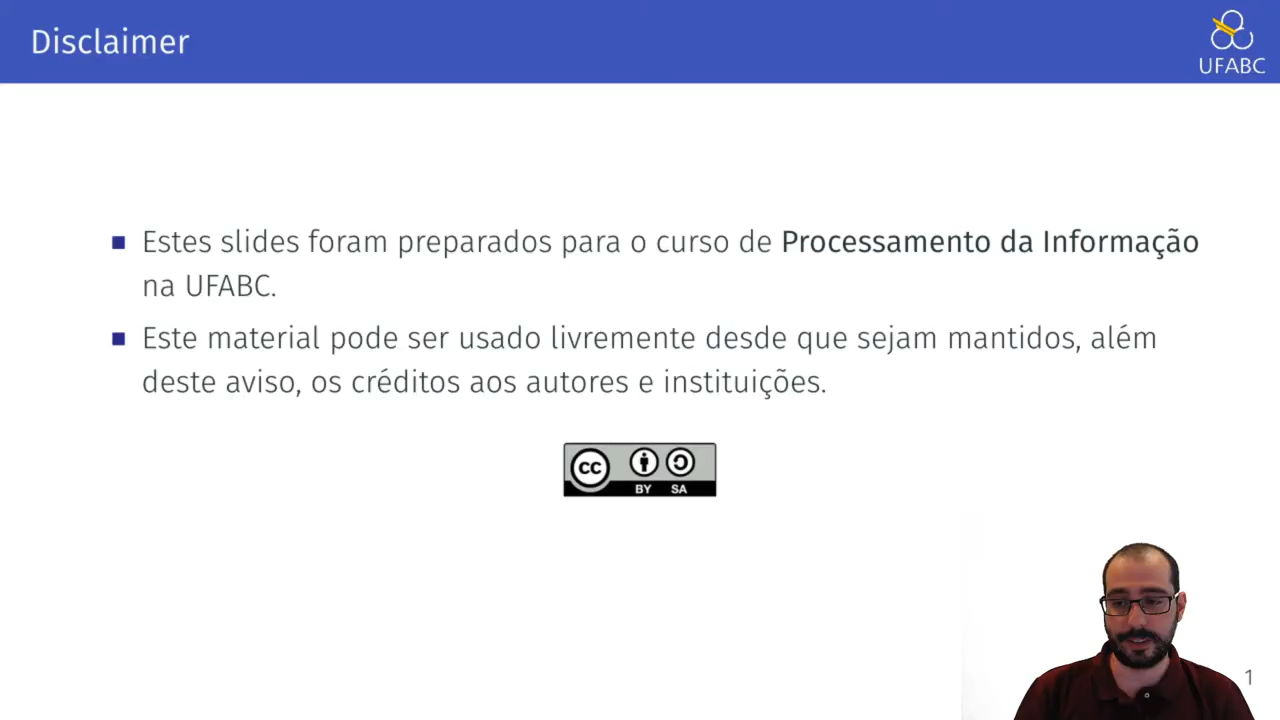 Disclaimer
UFABC
Estes slides foram preparados para o curso de Processamento da Informação
na UFABC.
Este material pode ser usado livremente desde que sejam mantidos, além
deste aviso, os créditos aos autores e instituições.
cc
BY SA
1